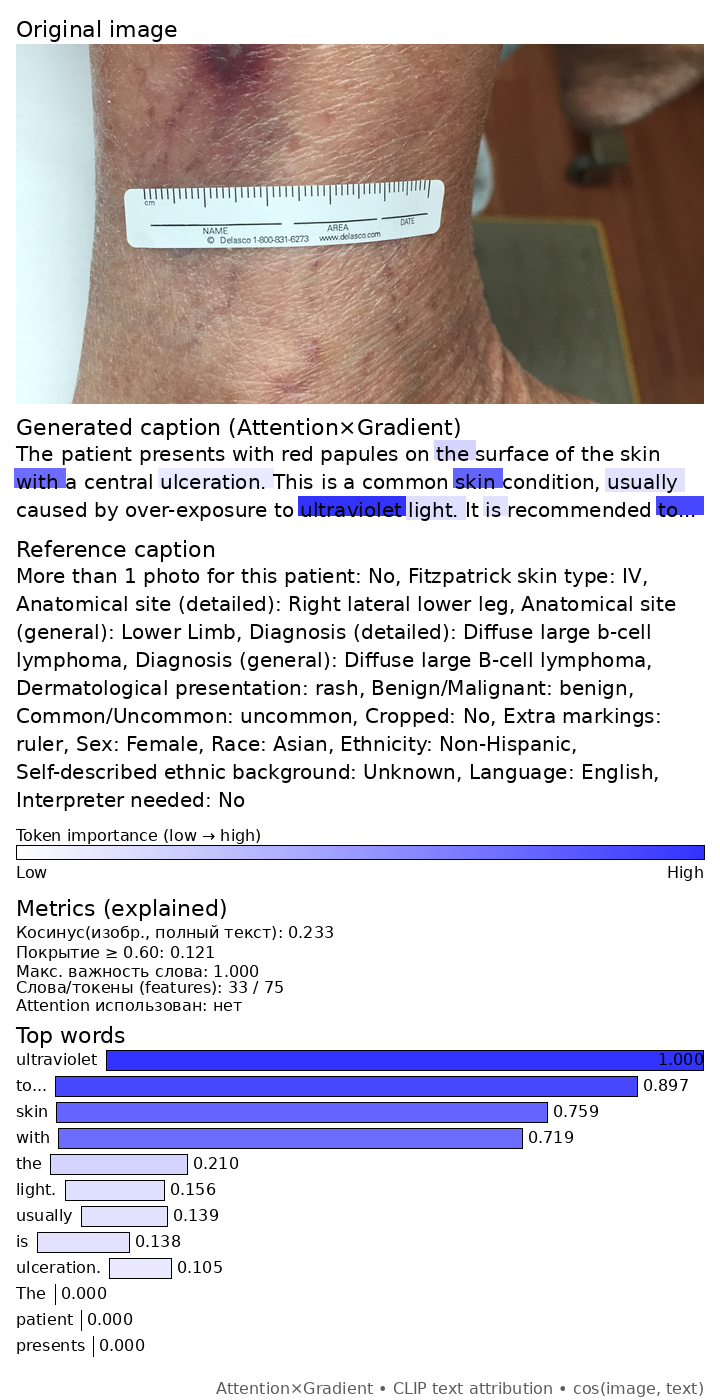 Original image
cm
NAME
AREA
DATE
© Delasco 1-800-831-6273 www.delasco.com
Generated caption (Attention×Gradient)
The patient presents with red papules on the surface of the skin
with a central ulceration. This is a common skin condition, usually
caused by over-exposure to ultraviolet light. It is recommended to...
Reference caption
More than 1 photo for this patient: No, Fitzpatrick skin type: IV,
Anatomical site (detailed): Right lateral lower leg, Anatomical site
(general): Lower Limb, Diagnosis (detailed): Diffuse large b-cell
lymphoma, Diagnosis (general): Diffuse large B-cell lymphoma,
Dermatological presentation: rash, Benign/Malignant: benign,
Common/Uncommon: uncommon, Cropped: No, Extra markings:
ruler, Sex: Female, Race: Asian, Ethnicity: Non-Hispanic,
Self-described ethnic background: Unknown, Language: English,
Interpreter needed: No
Token importance (low → high)
Low High
Metrics (explained)
Косинус(изобр., полный текст): 0.233
Покрытие ≥ 0.60: 0.121
Макс. важность слова: 1.000
Слова/токены (features): 33 / 75
Attention использован: нет
Top words
ultraviolet 1.000
to... 0.897
skin 0.759
with 0.719
the 0.210
light. 0.156
usually 0.139
is 0.138
ulceration. 0.105
The 0.000
patient 0.000
presents 0.000
Attention×Gradient • CLIP text attribution • cos(image, text)